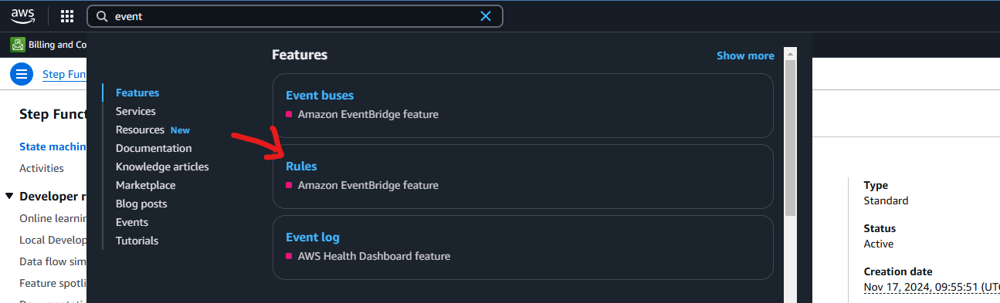 aws
event
Billing and Co
Step Fun
Step Funct
State machin
Activities
Developer r
Online learnin
Local Develop
Data flow sim
Feature spotli
Features
Services
Resources New
Documentation
Knowledge articles
Marketplace
Blog posts
Events
Tutorials
Features
Show more
Event buses
Amazon EventBridge feature
Rules
Amazon EventBridge feature
Event log
AWS Health Dashboard feature
Type
Standard
Status
Active
Creation date
Nov 17, 2024, 09:55:51 (UTC